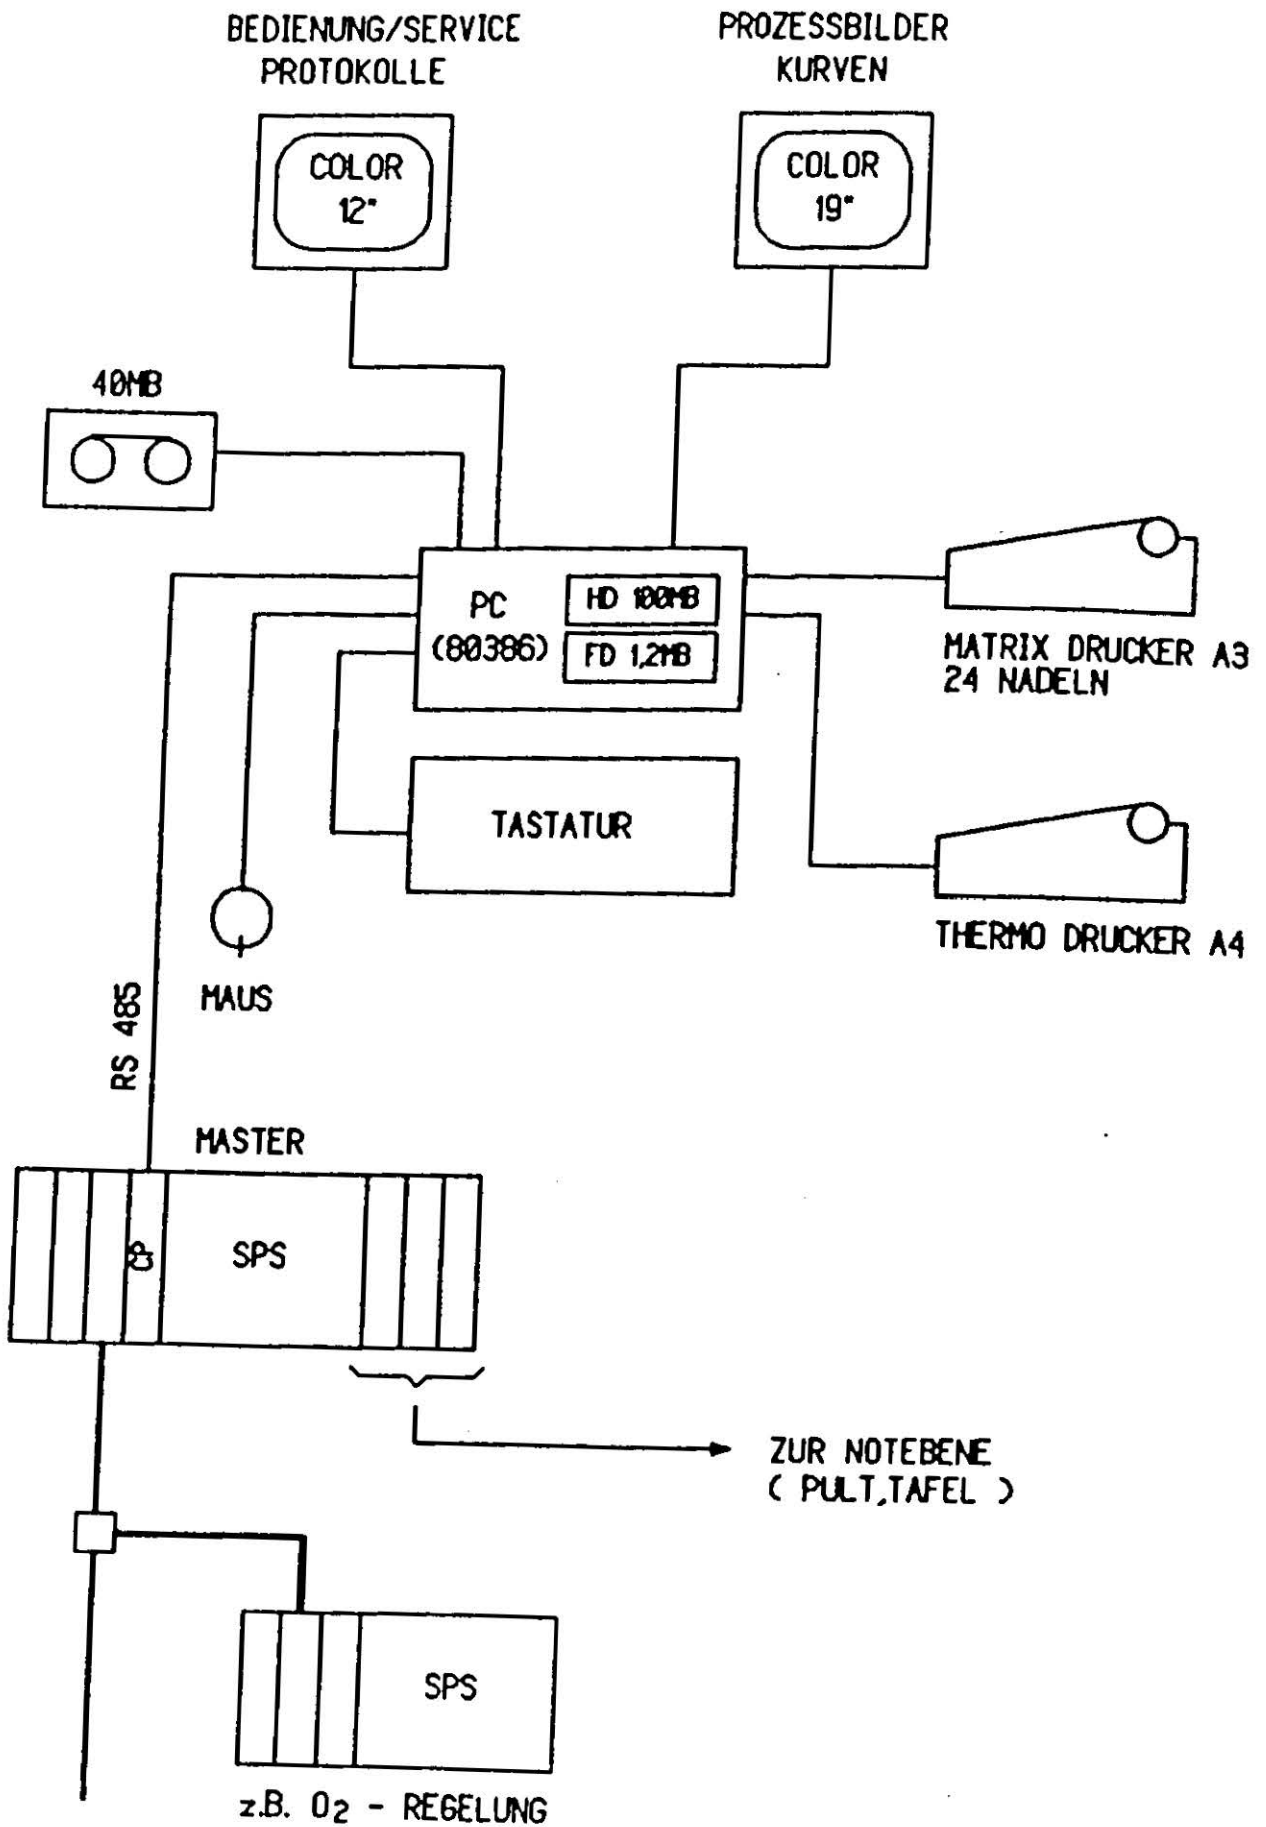 BEDIENUNG/SERVICE
PROTOKOLLE
PROZESSBILDER
KURVEN
COLOR
12"
COLOR
19"
40MB
PC
(80386)
HD 100MB
FD 1,2MB
MATRIX DRUCKER A3
24 NADELN
TASTATUR
THERMO DRUCKER A4
MAUS
RS 485
MASTER
CP
SPS
ZUR NOTEBENE
( PULT,TAFEL )
SPS
z.B. O2 - REGELUNG